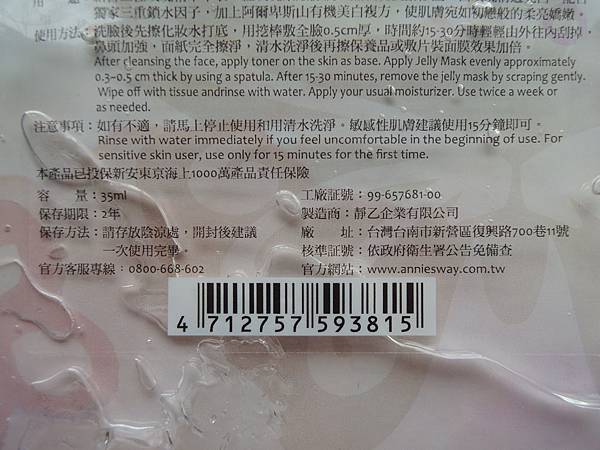 獨家三重鎖水因子，加上阿爾卑斯山有機美白複方，使肌膚宛如初戀般的柔亮嬌嫩
使用方法：洗臉後先擦化妝水打底，用挖棒敷全臉0.5cm厚，時間約15-30分時輕輕由外往內刮掉，
鼻頭加強，面紙完全擦淨，清水洗淨後再擦保養品或敷片裝面膜效果加倍。
After cleansing the face, apply toner on the skin as base. Apply Jelly Mask evenly approximately
0.3~0.5 cm thick by using a spatula. After 15-30 minutes, remove the jelly mask by scraping gently.
Wipe off with tissue andrinse with water. Apply your usual moisturizer. Use twice a week or
as needed.
注意事項：如有不適，請馬上停止使用和用清水洗淨。敏感性肌膚建議使用15分鐘即可。
Rinse with water immediately if you feel uncomfortable in the beginning of use. For
sensitive skin user, use only for 15 minutes for the first time.
本產品已投保新安東京海上1000萬產品責任保險
容　　量：35ml
保存期限：2年
保存方法：請存放陰涼處，開封後建議
一次使用完畢。
官方客服專線：0800-668-602
工廠証號：99-657681-00
製造商：靜乙企業有限公司
廠　　址：台灣台南市新營區復興路700巷11號
核準証號：依政府衛生署公告免備查
官方網站：www.anniesway.com.tw
4 712757 593815